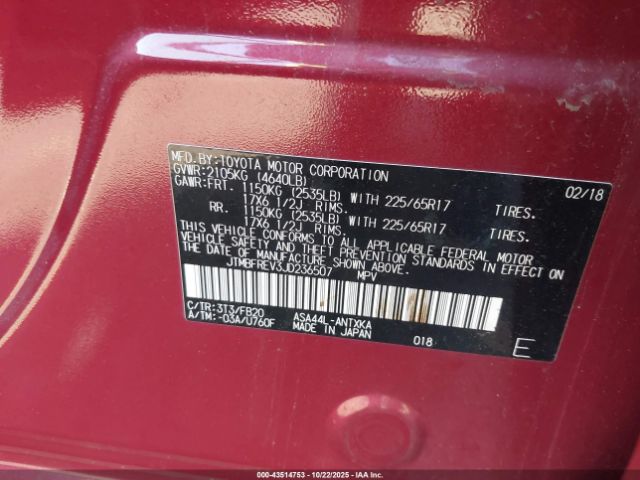 MFD.BY:TOYOTA MOTOR CORPORATION 02/18
GVWR:2105KG (4640LB)
GAWR:FRT. 1150KG (2535LB) WITH 225/65R17 TIRES.
17X6 1/2J RIMS.
RR. 1150KG (2535LB) WITH 225/65R17 TIRES.
17X6 1/2J RIMS.
THIS VEHICLE CONFORMS TO ALL APPLICABLE FEDERAL MOTOR
VEHICLE SAFETY AND THEFT PREVENTION STANDARDS IN EFFECT ON
THE DATE OF MANUFACTURE SHOWN ABOVE.
JTMBFREV3JD236507 MPV
C/TR:3T3/FB20 ASA44L-ANTXKA
A/TM:-03A/U760F MADE IN JAPAN 018 E
000-43514753 | 10/22/2025 | IAAI.CA